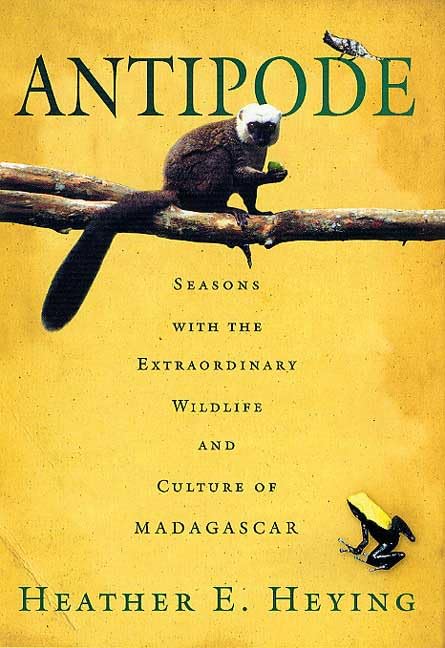 ANTIPODE
SEASONS
WITH THE
EXTRAORDINARY
WILDLIFE
AND
CULTURE OF
MADAGASCAR
HEATHER E. HEYING